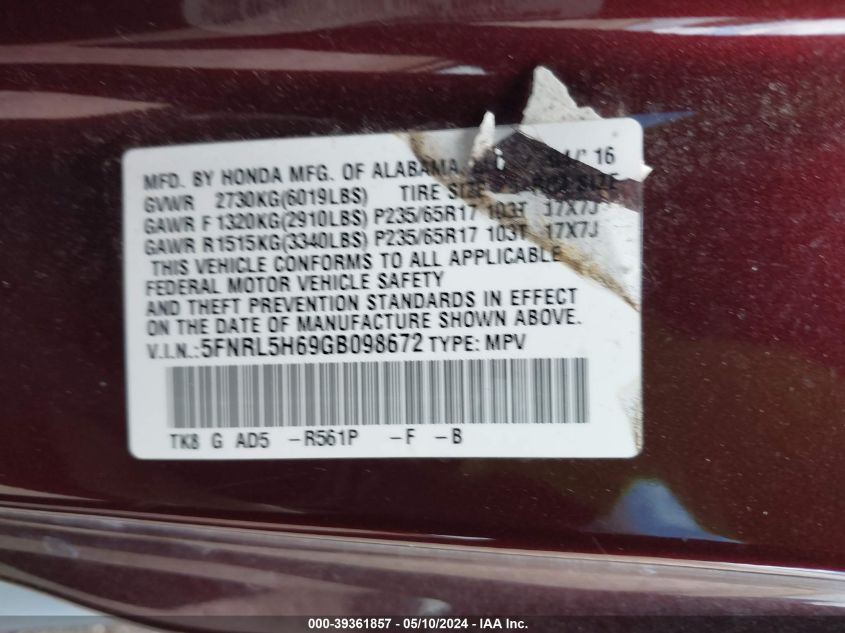 MFD. BY HONDA MFG. OF ALABAMA, 16
GVWR 2730KG(6019LBS) TIRE SIZE SIZE
GAWR F 1320KG(2910LBS) P235/65R17 103T 17X7J
GAWR R1515KG(3340LBS) P235/65R17 103T 17X7J
THIS VEHICLE CONFORMS TO ALL APPLICABLE
FEDERAL MOTOR VEHICLE SAFETY
AND THEFT PREVENTION STANDARDS IN EFFECT
ON THE DATE OF MANUFACTURE SHOWN ABOVE.
V.I.N.:5FNRL5H69GB098672 TYPE: MPV
TK8 G AD5 -R561P -F -B
000-39361857 - 05/10/2024 - IAA Inc.